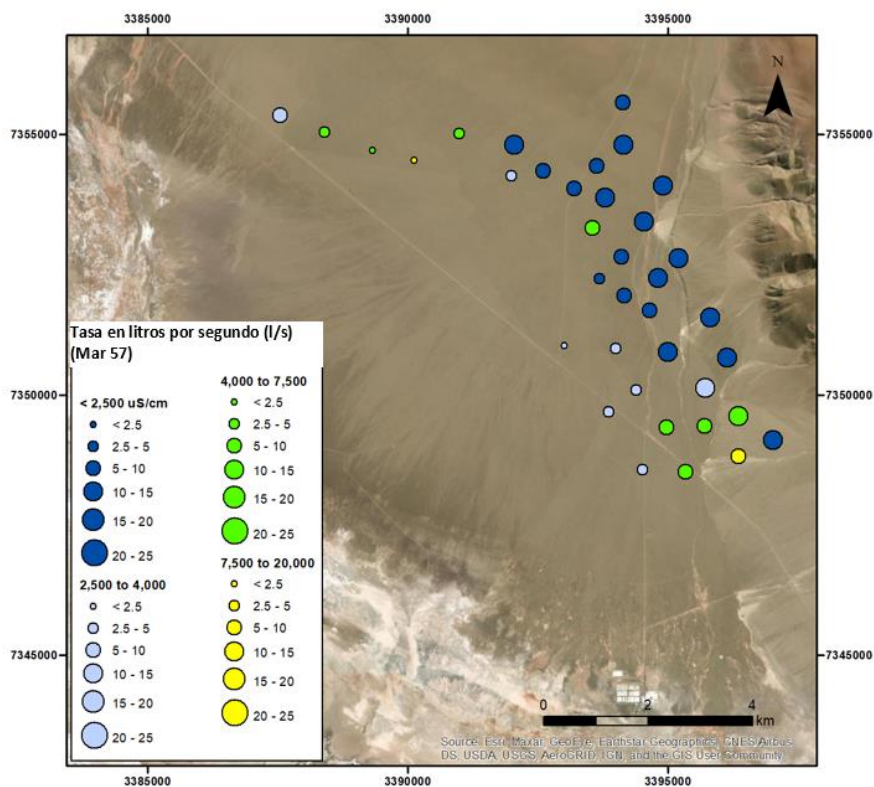 3385000
3390000
3395000
N
7355000
7355000
7350000
7350000
7345000
7345000
Tasa en litros por segundo (l/s)
(Mar 57)
< 2,500 uS/cm
< 2.5
2.5 - 5
5 - 10
10 - 15
15 - 20
20 - 25
2,500 to 4,000
< 2.5
2.5 - 5
5 - 10
10 - 15
15 - 20
20 - 25
4,000 to 7,500
< 2.5
2.5 - 5
5 - 10
10 - 15
15 - 20
20 - 25
7,500 to 20,000
< 2.5
2.5 - 5
5 - 10
10 - 15
15 - 20
20 - 25
0 2 4
km
Source: Esri, Maxar, GeoEye, Earthstar Geographics, CNES/Airbus
DS, USDA, USGS, AeroGRID, IGN, and the GIS User Community
3385000
3390000
3395000